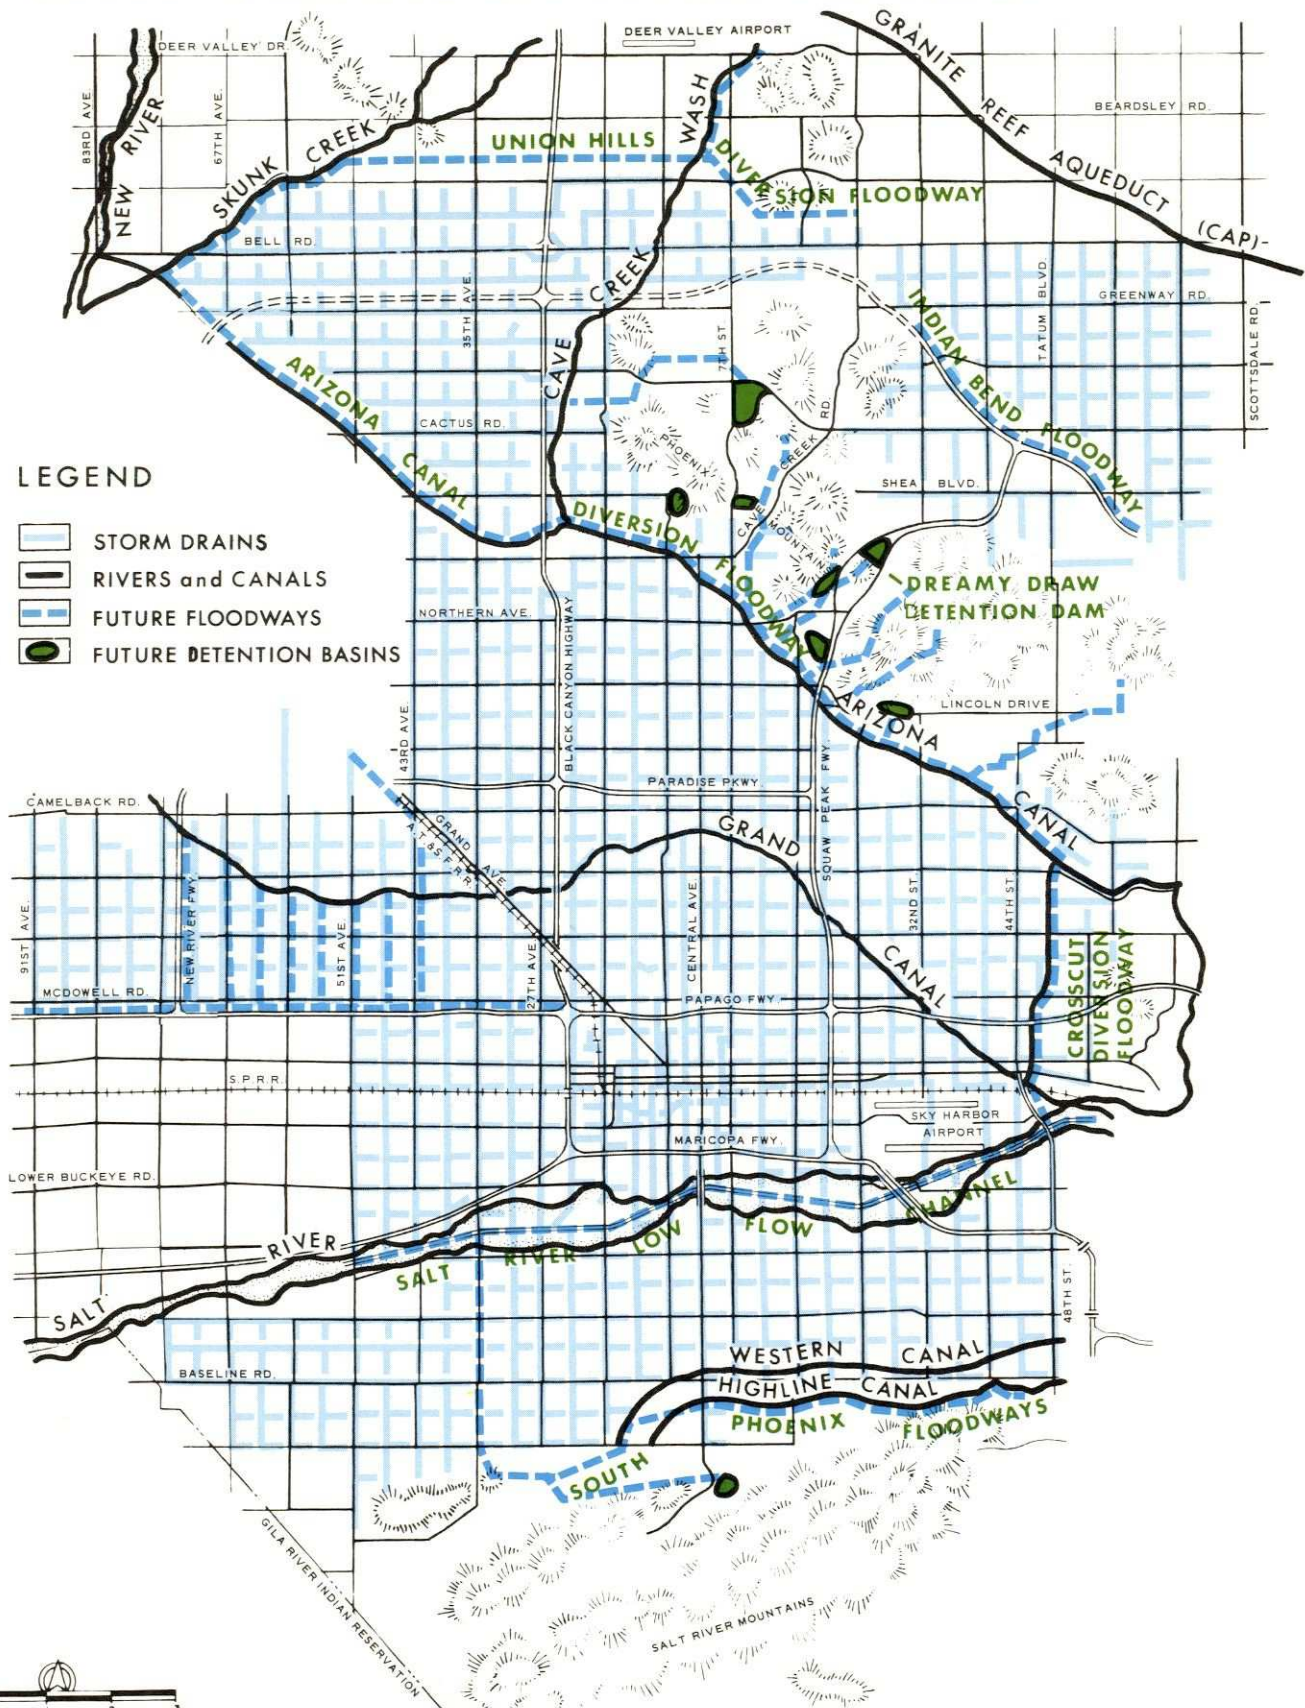 DEER VALLEY AIRPORT
GRANITE REEF AQUEDUCT (CAP)
DEER VALLEY DR.
83RD AVE.
NEW RIVER
67TH AVE.
SKUNK CREEK
UNION HILLS
DIVERSION FLOODWAY
WASH
BEARDSLEY RD.
BELL RD.
CAVE CREEK
35TH AVE.
7TH ST.
INDIAN BEND FLOODWAY
TATUM BLVD.
GREENWAY RD.
SCOTTSDALE RD.
ARIZONA CANAL
CACTUS RD.
PHOENIX
MOUNTAIN
CAVE CREEK RD.
SHEA BLVD.
DIVERSION FLOODWAY
LEGEND
STORM DRAINS
RIVERS and CANALS
FUTURE FLOODWAYS
FUTURE DETENTION BASINS
DREAMY DRAW
DETENTION DAM
NORTHERN AVE.
BLACK CANYON HIGHWAY
ARIZONA
CANAL
LINCOLN DRIVE
43RD AVE.
PARADISE PKWY.
SQUAW PEAK FWY.
CAMELBACK RD.
GRAND AVE
A.T.&S.F.R.R.
GRAND CANAL
91ST AVE.
NEW RIVER FWY.
51ST AVE.
27TH AVE.
CENTRAL AVE.
32ND ST.
44TH ST.
CROSSCUT
DIVERSION
FLOODWAY
MCDOWELL RD.
PAPAGO FWY.
S.P.R.R.
SKY HARBOR
AIRPORT
MARICOPA FWY.
LOWER BUCKEYE RD.
SALT RIVER
SALT RIVER LOW FLOW CHANNEL
48TH ST.
WESTERN CANAL
BASELINE RD.
HIGHLINE CANAL
SOUTH PHOENIX FLOODWAYS
GILA RIVER INDIAN RESERVATION
SALT RIVER MOUNTAINS